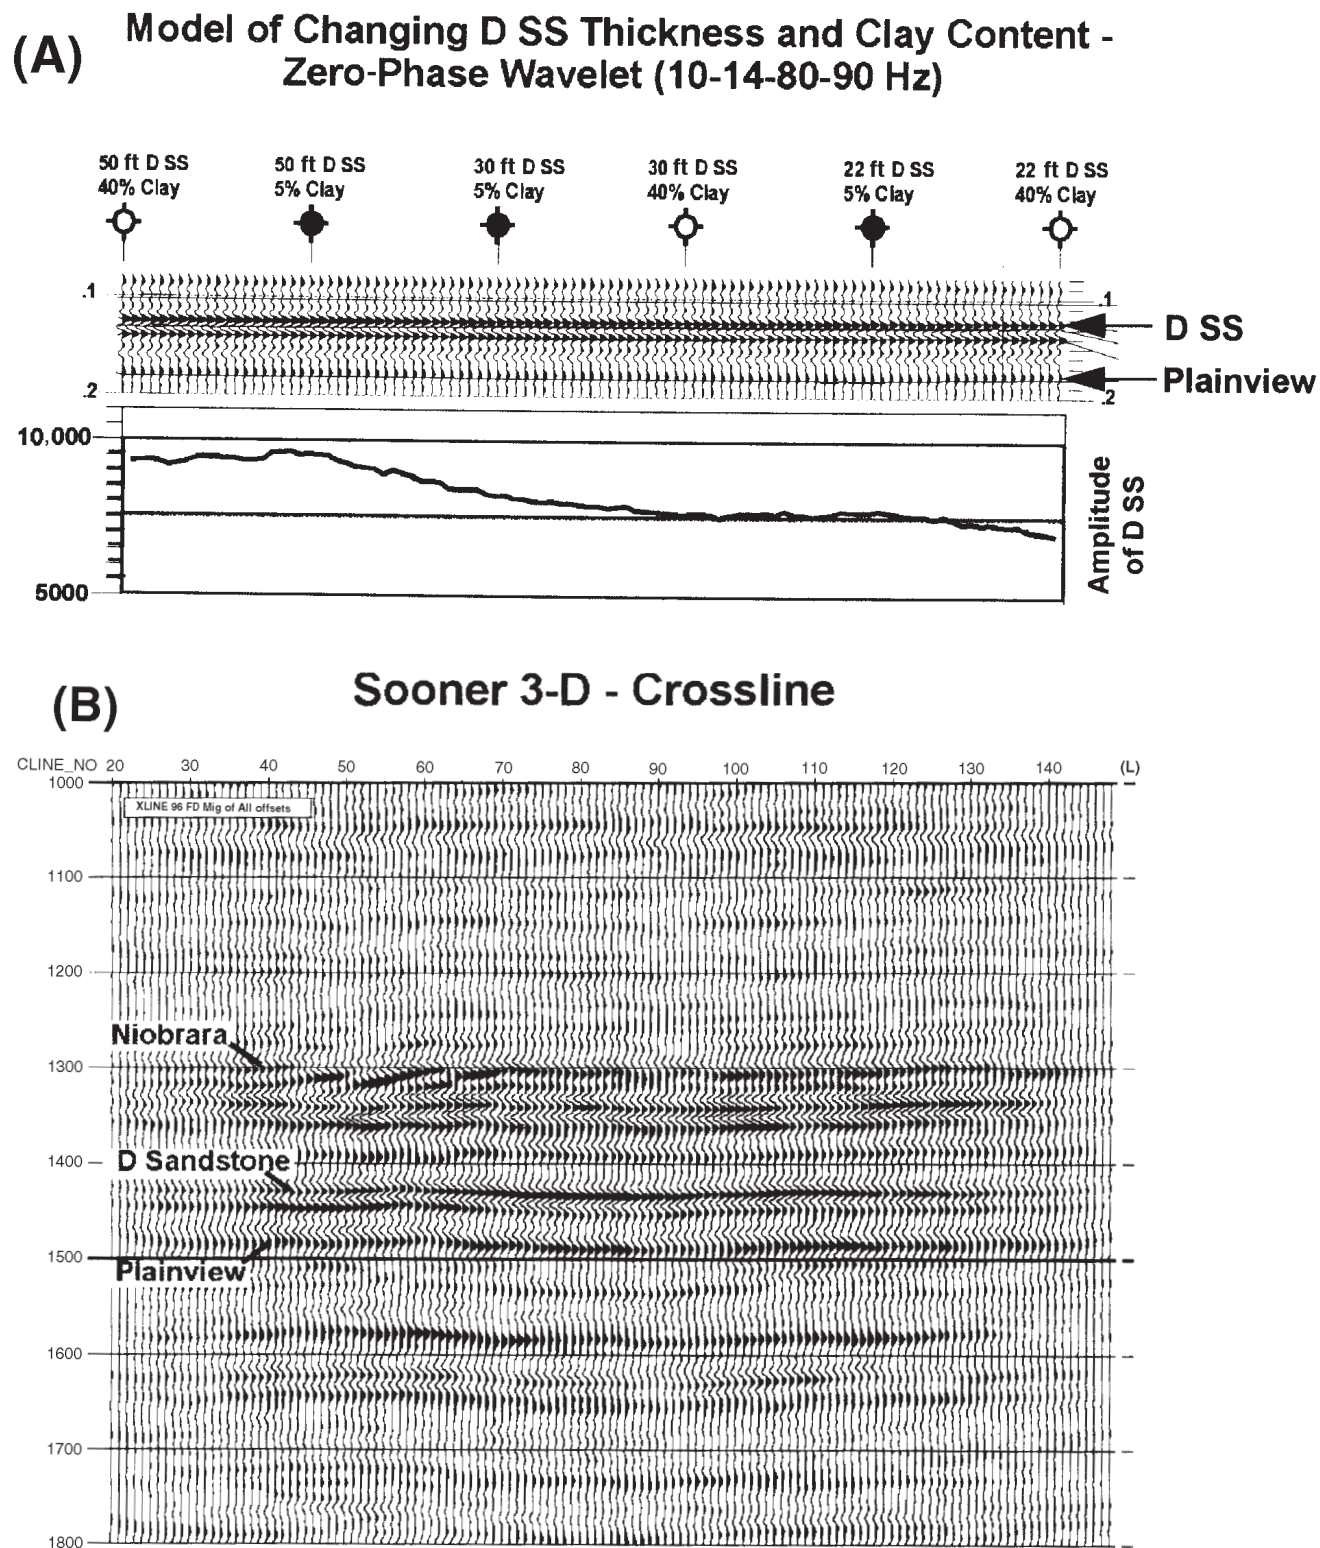 (A)
Model of Changing D SS Thickness and Clay Content -
Zero-Phase Wavelet (10-14-80-90 Hz)
50 ft D SS
40% Clay
50 ft D SS
5% Clay
30 ft D SS
5% Clay
30 ft D SS
40% Clay
22 ft D SS
5% Clay
22 ft D SS
40% Clay
.1
.1
D SS
Plainview
.2
.2
10,000
5000
Amplitude
of D SS
(B)
Sooner 3-D - Crossline
CLINE_NO 20 30 40 50 60 70 80 90 100 110 120 130 140 (L)
1000
XLINE 96 FD Mig of All offsets
1100
1200
Niobrara
1300
1400
D Sandstone
1500
Plainview
1600
1700
1800